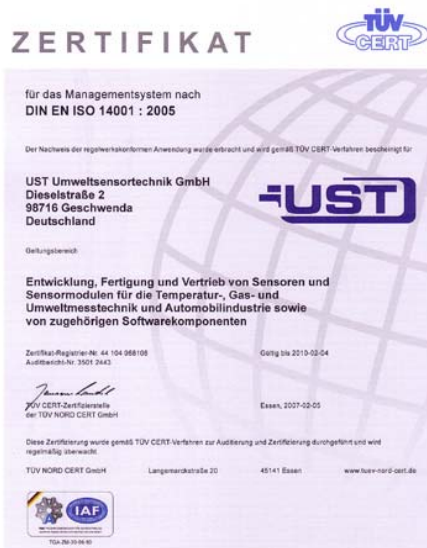 ZERTIFIKAT
TÜV
CERT
für das Managementsystem nach
DIN EN ISO 14001 : 2005
Der Nachweis der regelwerkskonformen Anwendung wurde erbracht und wird gemäß TÜV CERT-Verfahren bescheinigt für
UST Umweltsensortechnik GmbH
Dieselstraße 2
98716 Geschwenda
Deutschland
UST
Geltungsbereich
Entwicklung, Fertigung und Vertrieb von Sensoren und
Sensormodulen für die Temperatur-, Gas- und
Umweltmesstechnik und Automobilindustrie sowie
von zugehörigen Softwarekomponenten
Zertifikat-Registrier-Nr. 44 104 068108
Gültig bis 2010-02-04
Auditbericht-Nr. 3501 2443
TÜV CERT-Zertifizierstelle
der TÜV NORD CERT GmbH
Essen, 2007-02-05
Diese Zertifizierung wurde gemäß TÜV CERT-Verfahren zur Auditierung und Zertifizierung durchgeführt und wird
regelmäßig überwacht.
TÜV NORD CERT GmbH Langemarckstraße 20 45141 Essen www.tuev-nord-cert.de
IAF